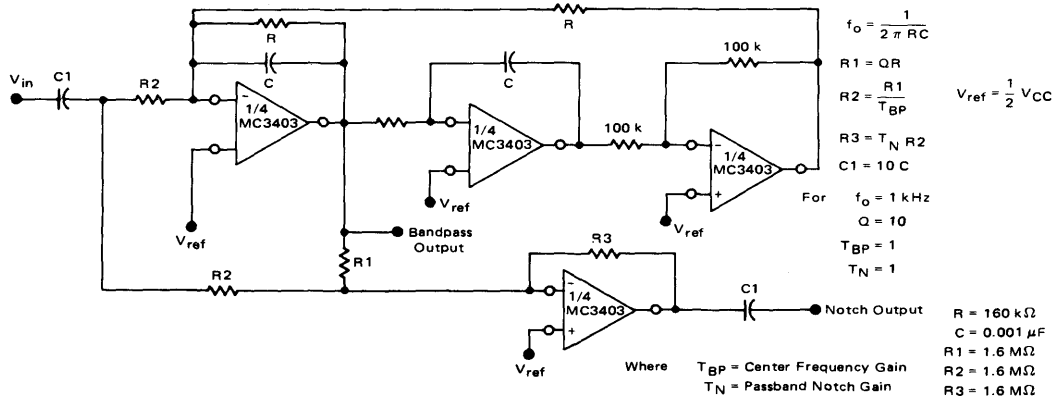 R
R
C
V_in
C1
R2
−
1/4
MC3403
V_ref
C
−
1/4
MC3403
+
V_ref
100 k
100 k
−
1/4
MC3403
+
V_ref
Bandpass
Output
R1
R2
R3
−
1/4
MC3403
+
V_ref
C1
Notch Output
f_o = 1 / 2 π RC
R1 = QR
R2 = R1 / T_BP
V_ref = 1/2 V_CC
R3 = T_N R2
C1 = 10 C
For f_o = 1 kHz
Q = 10
T_BP = 1
T_N = 1
R = 160 kΩ
C = 0.001 μF
R1 = 1.6 MΩ
R2 = 1.6 MΩ
R3 = 1.6 MΩ
Where T_BP = Center Frequency Gain
T_N = Passband Notch Gain